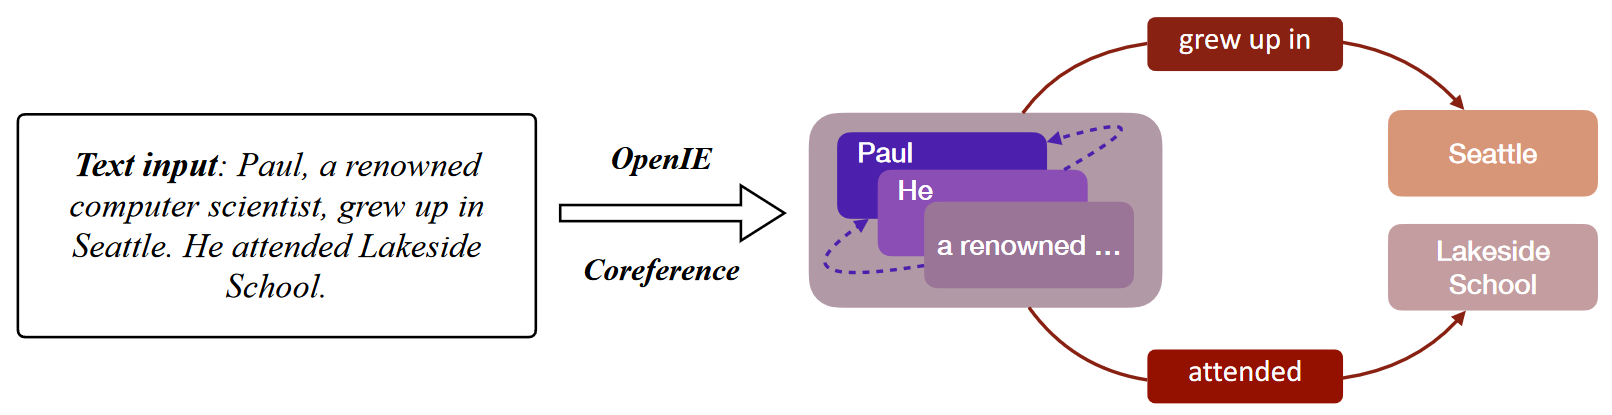 Text input: Paul, a renowned
computer scientist, grew up in
Seattle. He attended Lakeside
School.
OpenIE
Coreference
Paul
He
a renowned ...
grew up in
Seattle
Lakeside
School
attended